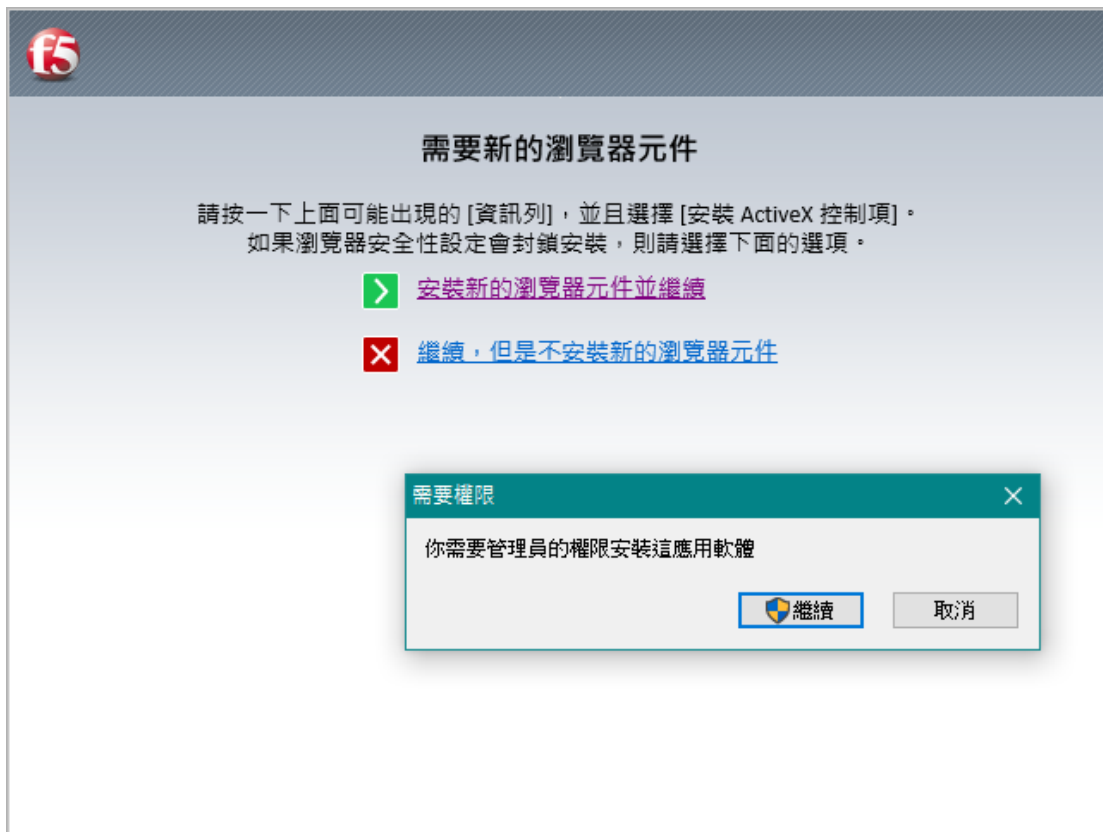 f5
需要新的瀏覽器元件
請按一下上面可能出現的 [資訊列]，並且選擇 [安裝 ActiveX 控制項]。
如果瀏覽器安全性設定會封鎖安裝，則請選擇下面的選項。
安裝新的瀏覽器元件並繼續
繼續，但是不安裝新的瀏覽器元件
需要權限
你需要管理員的權限安裝這應用軟體
繼續 取消